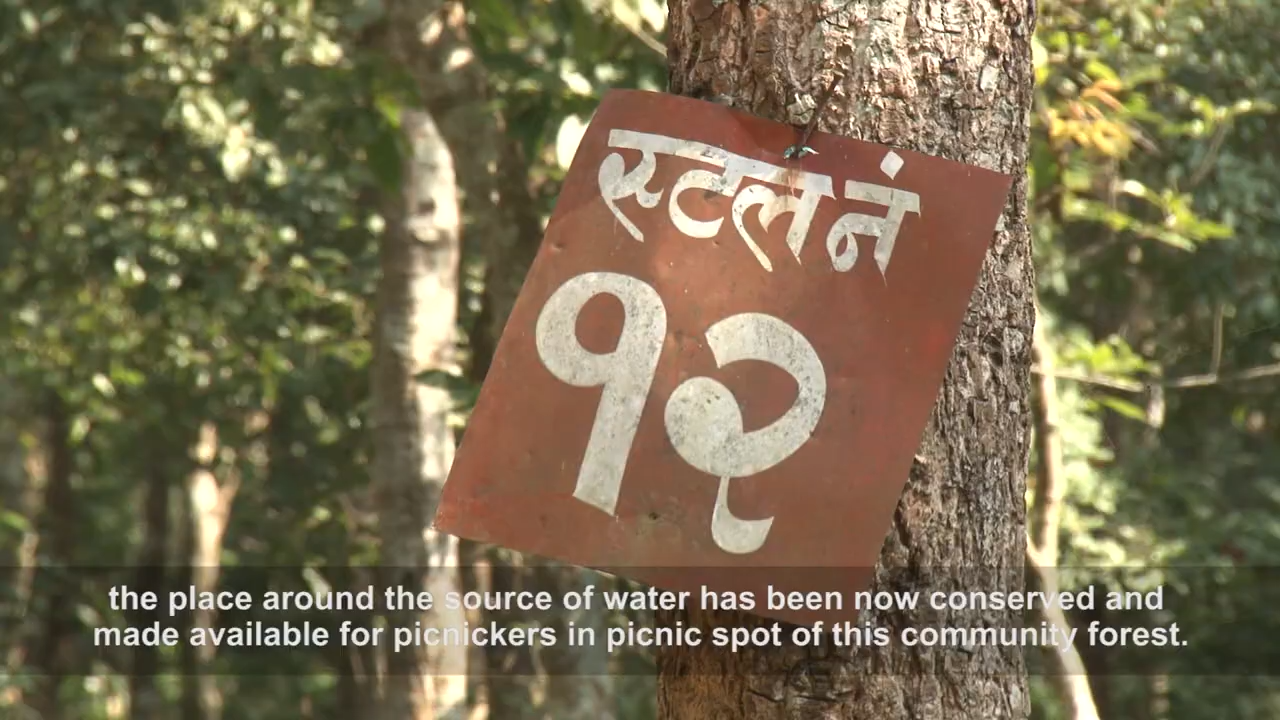 स्टल नं
१२
the place around the source of water has been now conserved and
made available for picnickers in picnic spot of this community forest.